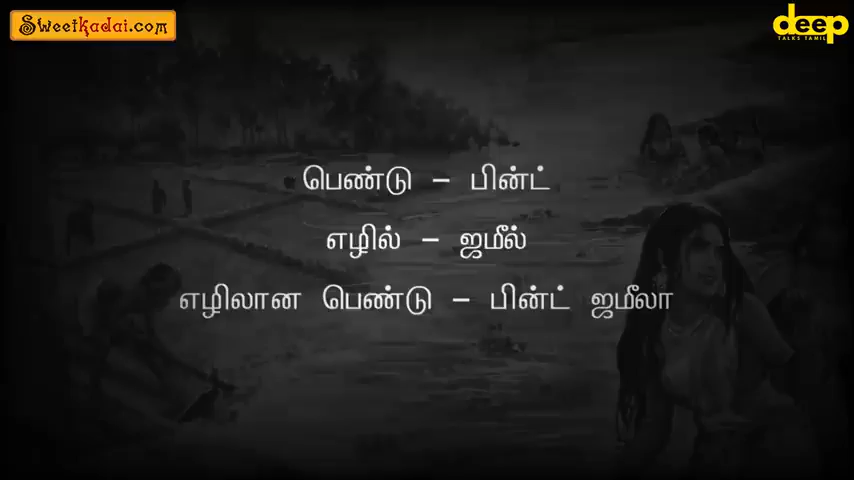 Sweetkadai.com
deep
TALKS TAMIL
பெண்டு – பின்ட்
எழில் – ஜமீல்
எழிலான பெண்டு – பின்ட் ஜமீலா